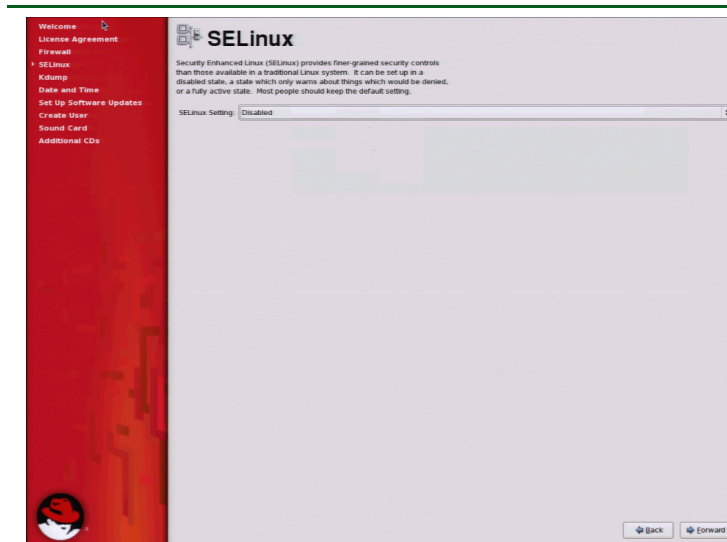 Welcome
License Agreement
Firewall
SELinux
Kdump
Date and Time
Set Up Software Updates
Create User
Sound Card
Additional CDs
SELinux
Security Enhanced Linux (SELinux) provides finer-grained security controls
than those available in a traditional Linux system. It can be set up in a
disabled state, a state which only warns about things which would be denied,
or a fully active state. Most people should keep the default setting.
SELinux Setting: Disabled
Back
Forward